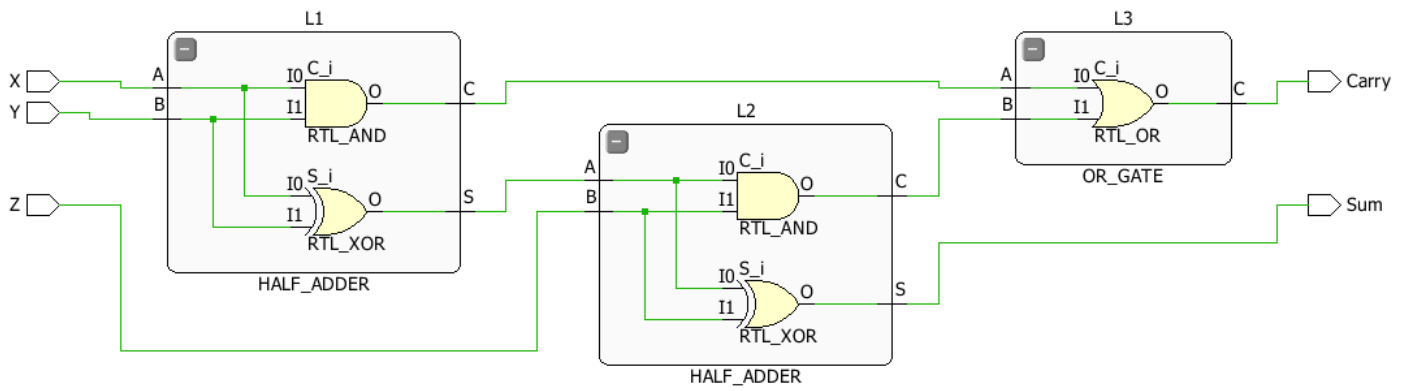 L1
L3
X
Y
Z
A
B
I0
C_i
I1
O
RTL_AND
C
I0
S_i
I1
O
RTL_XOR
S
HALF_ADDER
L2
A
B
I0
C_i
I1
O
RTL_AND
C
I0
S_i
I1
O
RTL_XOR
S
HALF_ADDER
A
B
I0
C_i
I1
O
RTL_OR
C
OR_GATE
Carry
Sum